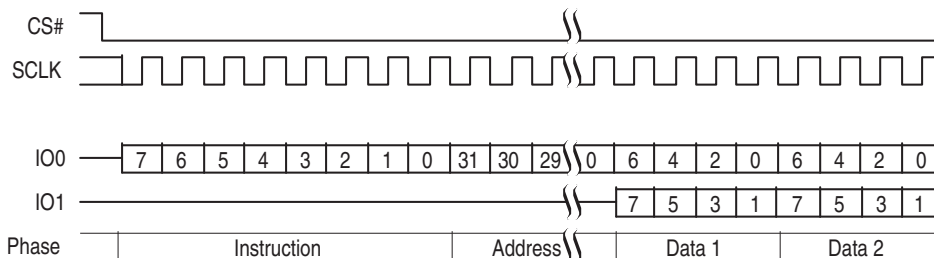 CS#
SCLK
IO0 7 6 5 4 3 2 1 0 31 30 29 0 6 4 2 0 6 4 2 0
IO1 7 5 3 1 7 5 3 1
Phase Instruction Address Data 1 Data 2